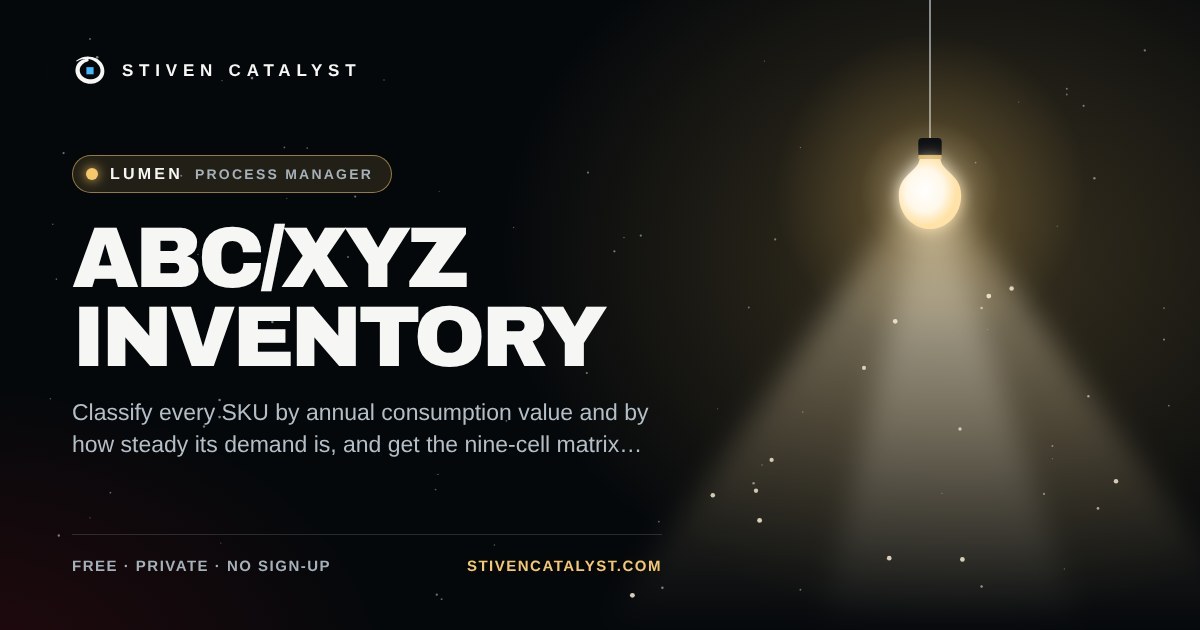 STIVEN CATALYST
LUMEN PROCESS MANAGER
ABC/XYZ
INVENTORY
Classify every SKU by annual consumption value and by
how steady its demand is, and get the nine-cell matrix…
FREE · PRIVATE · NO SIGN-UP
STIVENCATALYST.COM